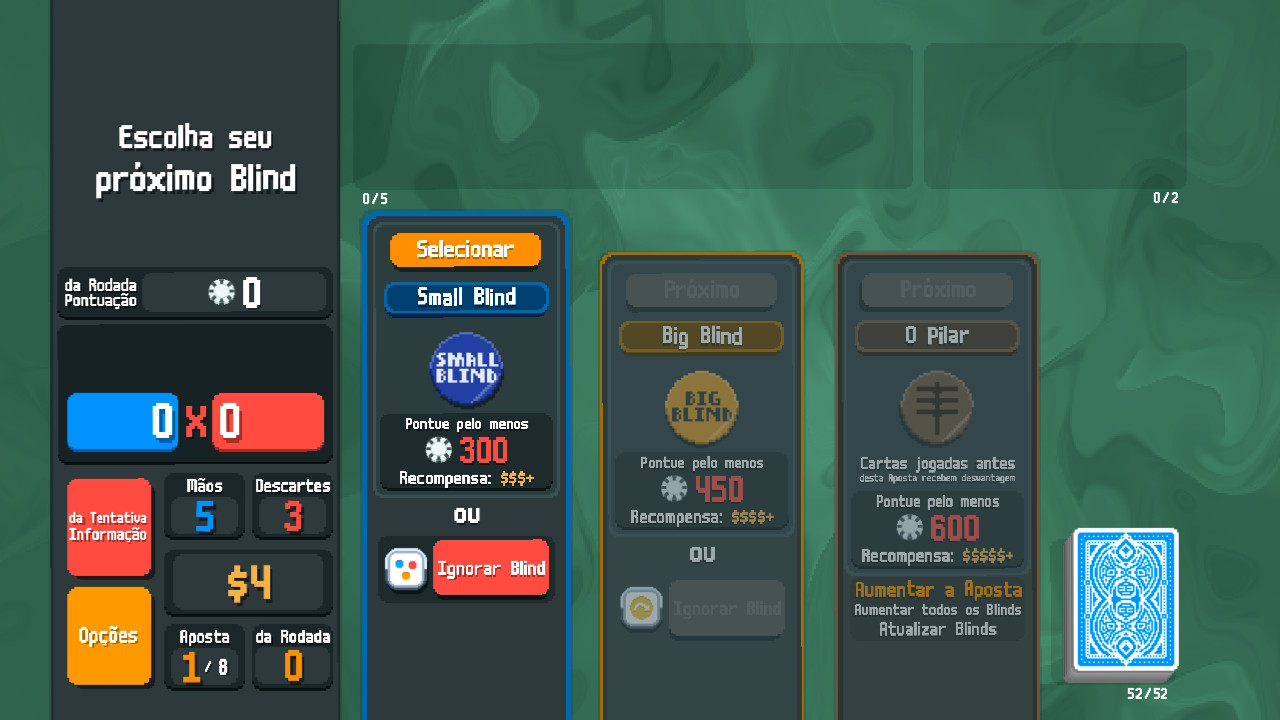 Escolha seu
próximo Blind
da Rodada
Pontuação
0
0 X 0
da Tentativa
Informação
Mãos
5
Descartes
3
$4
Opções
Aposta
1 / 8
da Rodada
0
0/5
0/2
Selecionar
Small Blind
SMALL
BLIND
Pontue pelo menos
300
Recompensa: $$$+
OU
Ignorar Blind
Próximo
Big Blind
BIG
BLIND
Pontue pelo menos
450
Recompensa: $$$$+
OU
Ignorar Blind
Próximo
O Pilar
Cartas jogadas antes
desta Aposta recebem desvantagem
Pontue pelo menos
600
Recompensa: $$$$$+
Aumentar a Aposta
Aumentar todos os Blinds
Atualizar Blinds
52/52